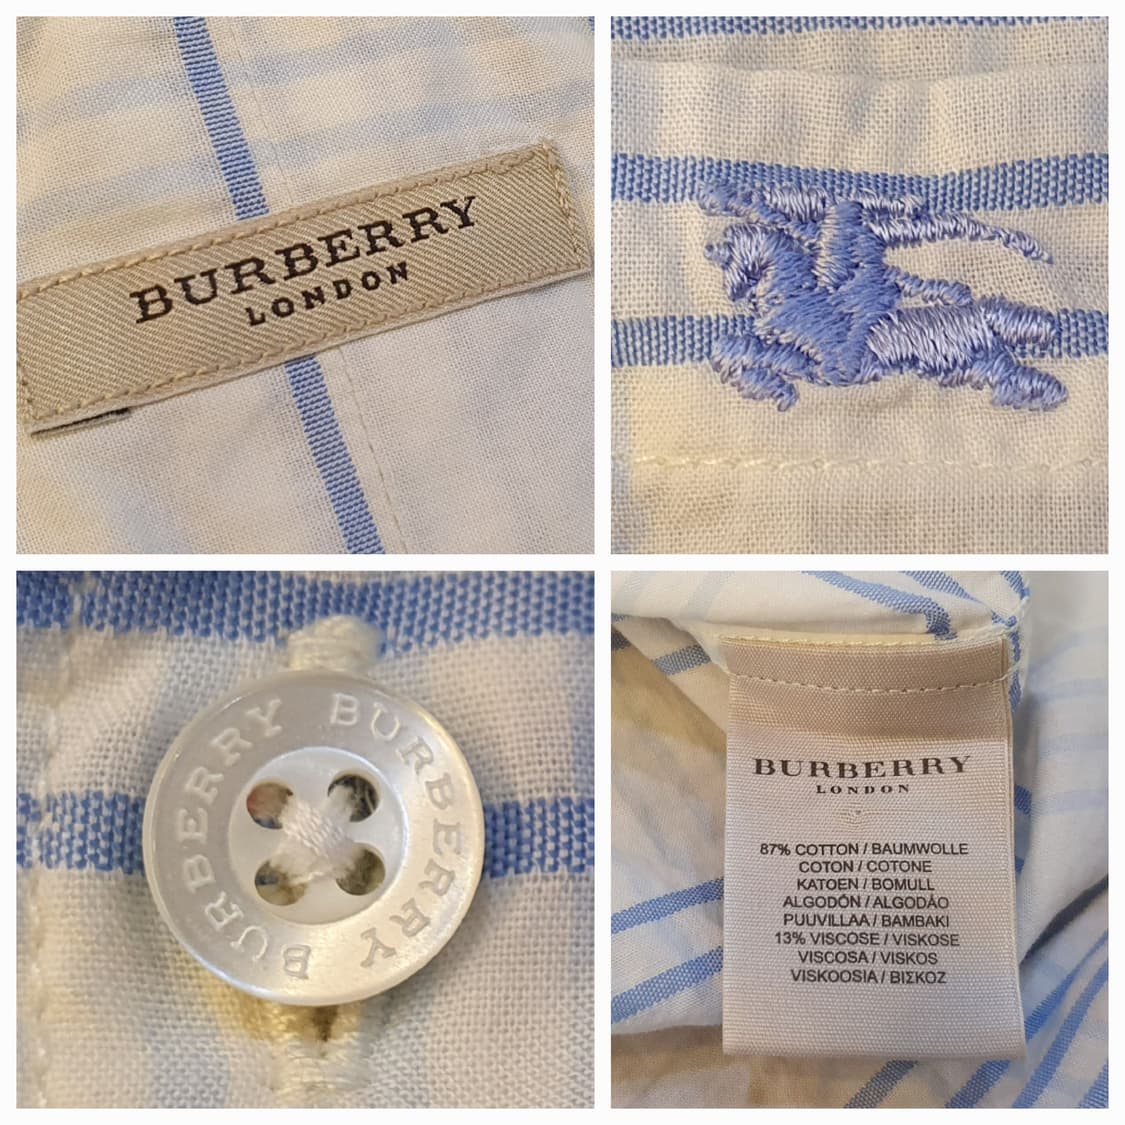 BURBERRY
LONDON
BURBERRY BURBERRY BURBERRY
BURBERRY
LONDON
87% COTTON / BAUMWOLLE
COTON / COTONE
KATOEN / BOMULL
ALGODÓN / ALGODÃO
PUUVILLAA / BAMBAKI
13% VISCOSE / VISKOSE
VISCOSA / VISKOS
VISKOOSIA / ΒΙΣΚΟΖ